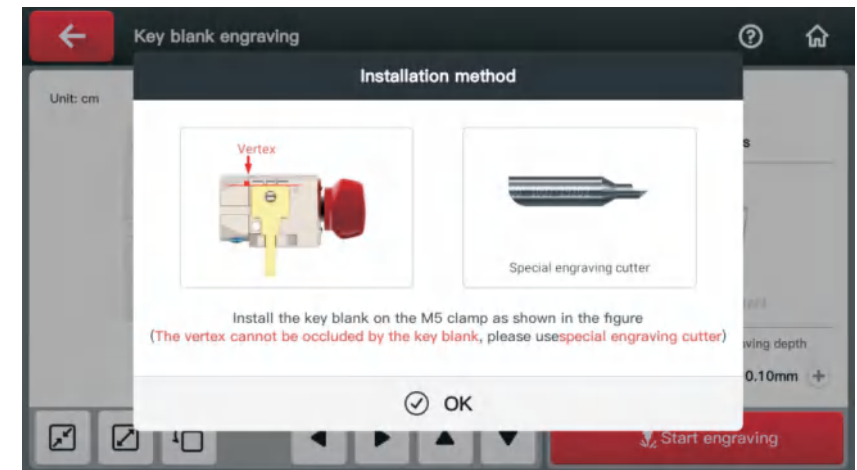 Key blank engraving
Installation method
Unit: cm
Vertex
Special engraving cutter
Install the key blank on the M5 clamp as shown in the figure
(The vertex cannot be occluded by the key blank, please usespecial engraving cutter)
depth
0.10mm +
OK
Start engraving